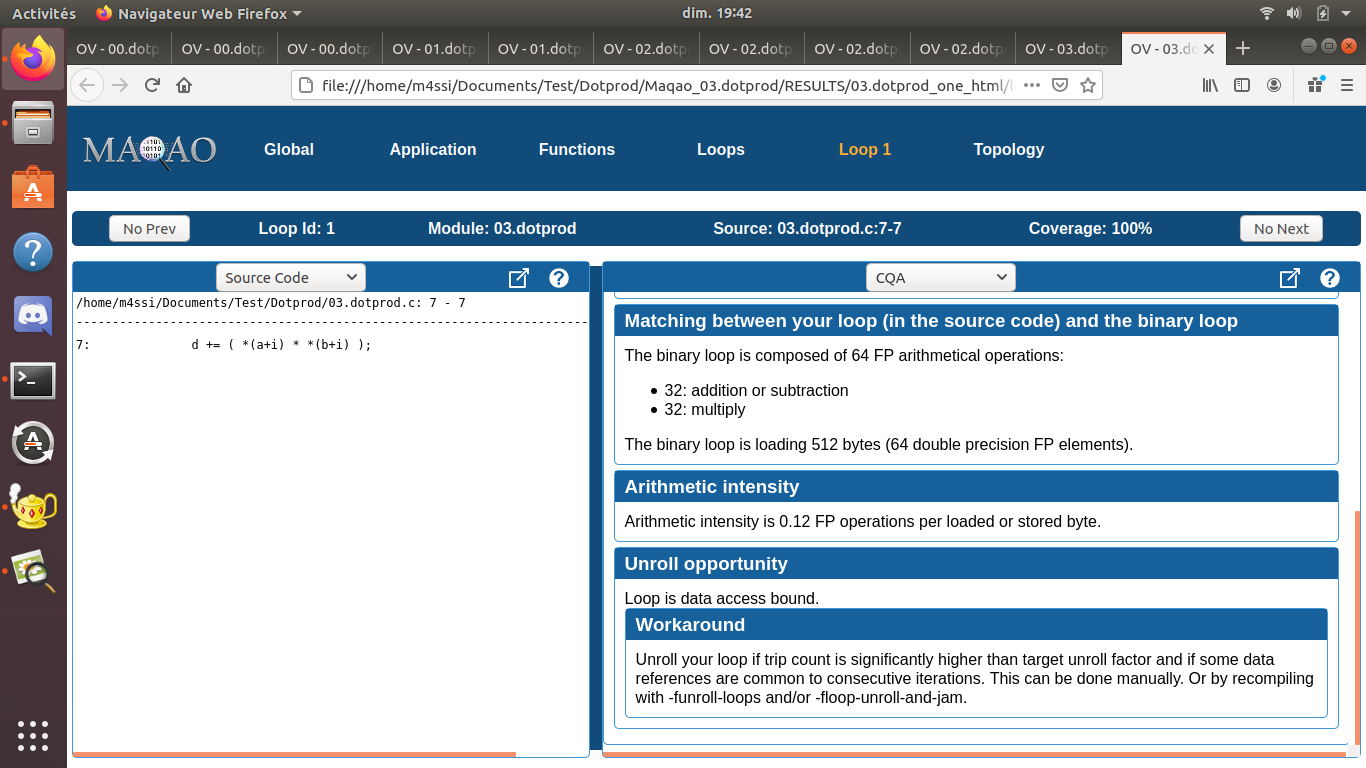 Activités Navigateur Web Firefox dim. 19:42
OV - 00.dotp OV - 00.dotp OV - 00.dotp OV - 01.dotp OV - 01.dotp OV - 02.dotp OV - 02.dotp OV - 02.dotp OV - 02.dotp OV - 03.dotp OV - 03.do
file:///home/m4ssi/Documents/Test/Dotprod/Maqao_03.dotprod/RESULTS/03.dotprod_one_html/
MAQAO Global Application Functions Loops Loop 1 Topology
No Prev Loop Id: 1 Module: 03.dotprod Source: 03.dotprod.c:7-7 Coverage: 100% No Next
Source Code
/home/m4ssi/Documents/Test/Dotprod/03.dotprod.c: 7 - 7
--------------------------------------------------------------------------------
7: d += ( *(a+i) * *(b+i) );
CQA
Matching between your loop (in the source code) and the binary loop
The binary loop is composed of 64 FP arithmetical operations:
• 32: addition or subtraction
• 32: multiply
The binary loop is loading 512 bytes (64 double precision FP elements).
Arithmetic intensity
Arithmetic intensity is 0.12 FP operations per loaded or stored byte.
Unroll opportunity
Loop is data access bound.
Workaround
Unroll your loop if trip count is significantly higher than target unroll factor and if some data
references are common to consecutive iterations. This can be done manually. Or by recompiling
with -funroll-loops and/or -floop-unroll-and-jam.